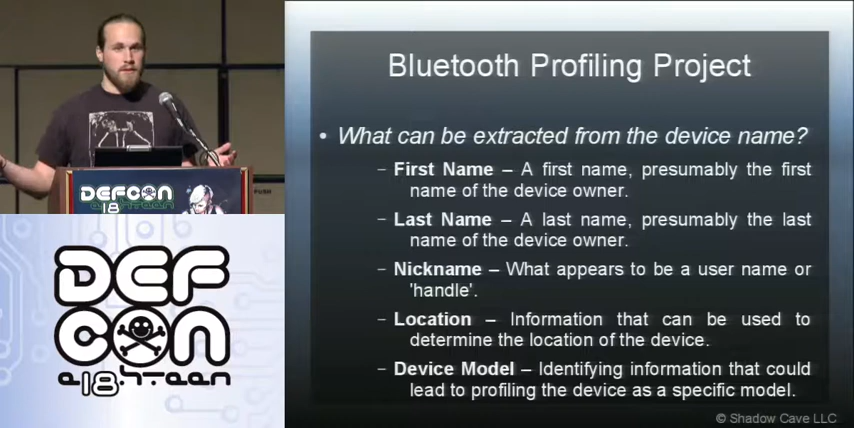 Bluetooth Profiling Project
• What can be extracted from the device name?
– First Name – A first name, presumably the first
name of the device owner.
– Last Name – A last name, presumably the last
name of the device owner.
– Nickname – What appears to be a user name or
'handle'.
– Location – Information that can be used to
determine the location of the device.
– Device Model – Identifying information that could
lead to profiling the device as a specific model.
© Shadow Cave LLC
DEFCON
18
DEF
CON
e18hteen